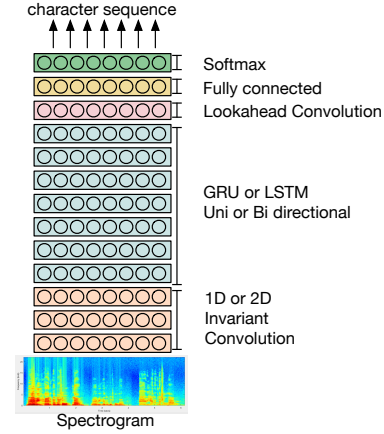 character sequence
Softmax
Fully connected
Lookahead Convolution
GRU or LSTM
Uni or Bi directional
1D or 2D
Invariant
Convolution
Spectrogram